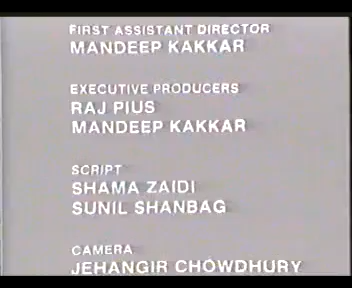 FIRST ASSISTANT DIRECTOR
MANDEEP KAKKAR
EXECUTIVE PRODUCERS
RAJ PIUS
MANDEEP KAKKAR
SCRIPT
SHAMA ZAIDI
SUNIL SHANBAG
CAMERA
JEHANGIR CHOWDHURY